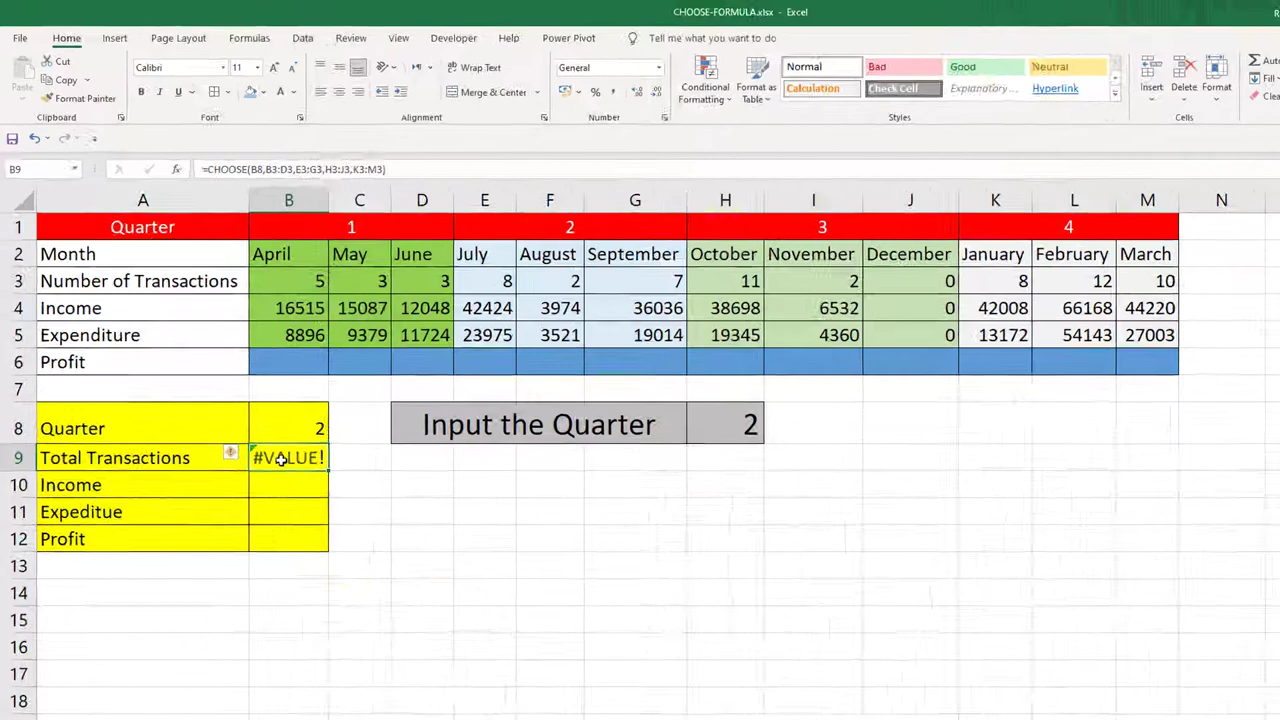 CHOOSE-FORMULA.xlsx - Excel
File Home Insert Page Layout Formulas Data Review View Developer Help Power Pivot Tell me what you want to do
Paste
Cut
Copy
Format Painter
Clipboard
Calibri 11
B I U
Font
Wrap Text
Merge & Center
Alignment
General
Number
Conditional Formatting
Format as Table
Normal Bad Good Neutral
Calculation Check Cell Explanatory... Hyperlink
Styles
Insert Delete Format
Cells
B9 fx =CHOOSE(B8,B3:D3,E3:G3,H3:J3,K3:M3)
A B C D E F G H I J K L M N
1 Quarter 1 2 3 4
2 Month April May June July August September October November December January February March
3 Number of Transactions 5 3 3 8 2 7 11 2 0 8 12 10
4 Income 16515 15087 12048 42424 3974 36036 38698 6532 0 42008 66168 44220
5 Expenditure 8896 9379 11724 23975 3521 19014 19345 4360 0 13172 54143 27003
6 Profit
7
8 Quarter 2 Input the Quarter 2
9 Total Transactions #VALUE!
10 Income
11 Expeditue
12 Profit
13
14
15
16
17
18